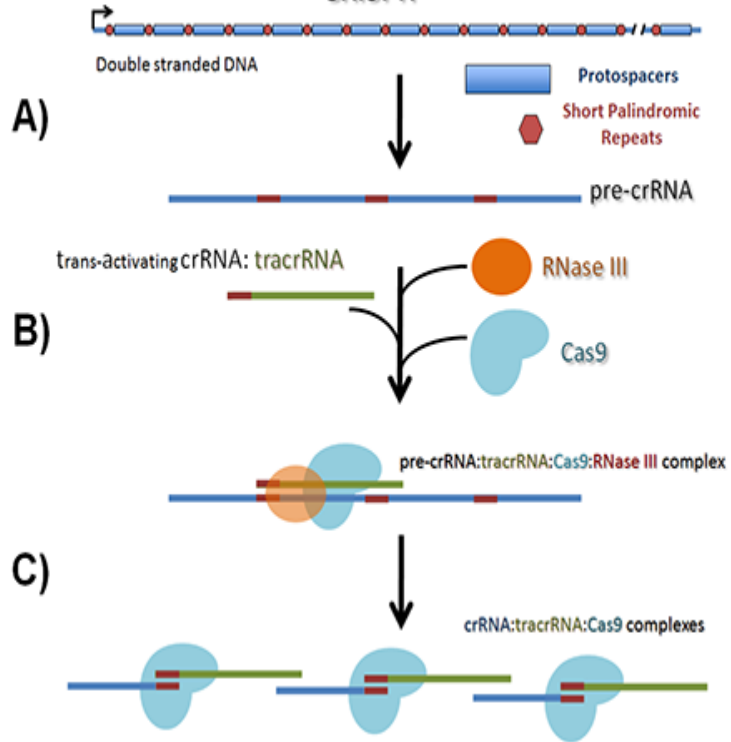 Double stranded DNA
Protospacers
Short Palindromic
Repeats
A)
pre-crRNA
trans-activating crRNA: tracrRNA
RNase III
B)
Cas9
pre-crRNA:tracrRNA:Cas9:RNase III complex
C)
crRNA:tracrRNA:Cas9 complexes